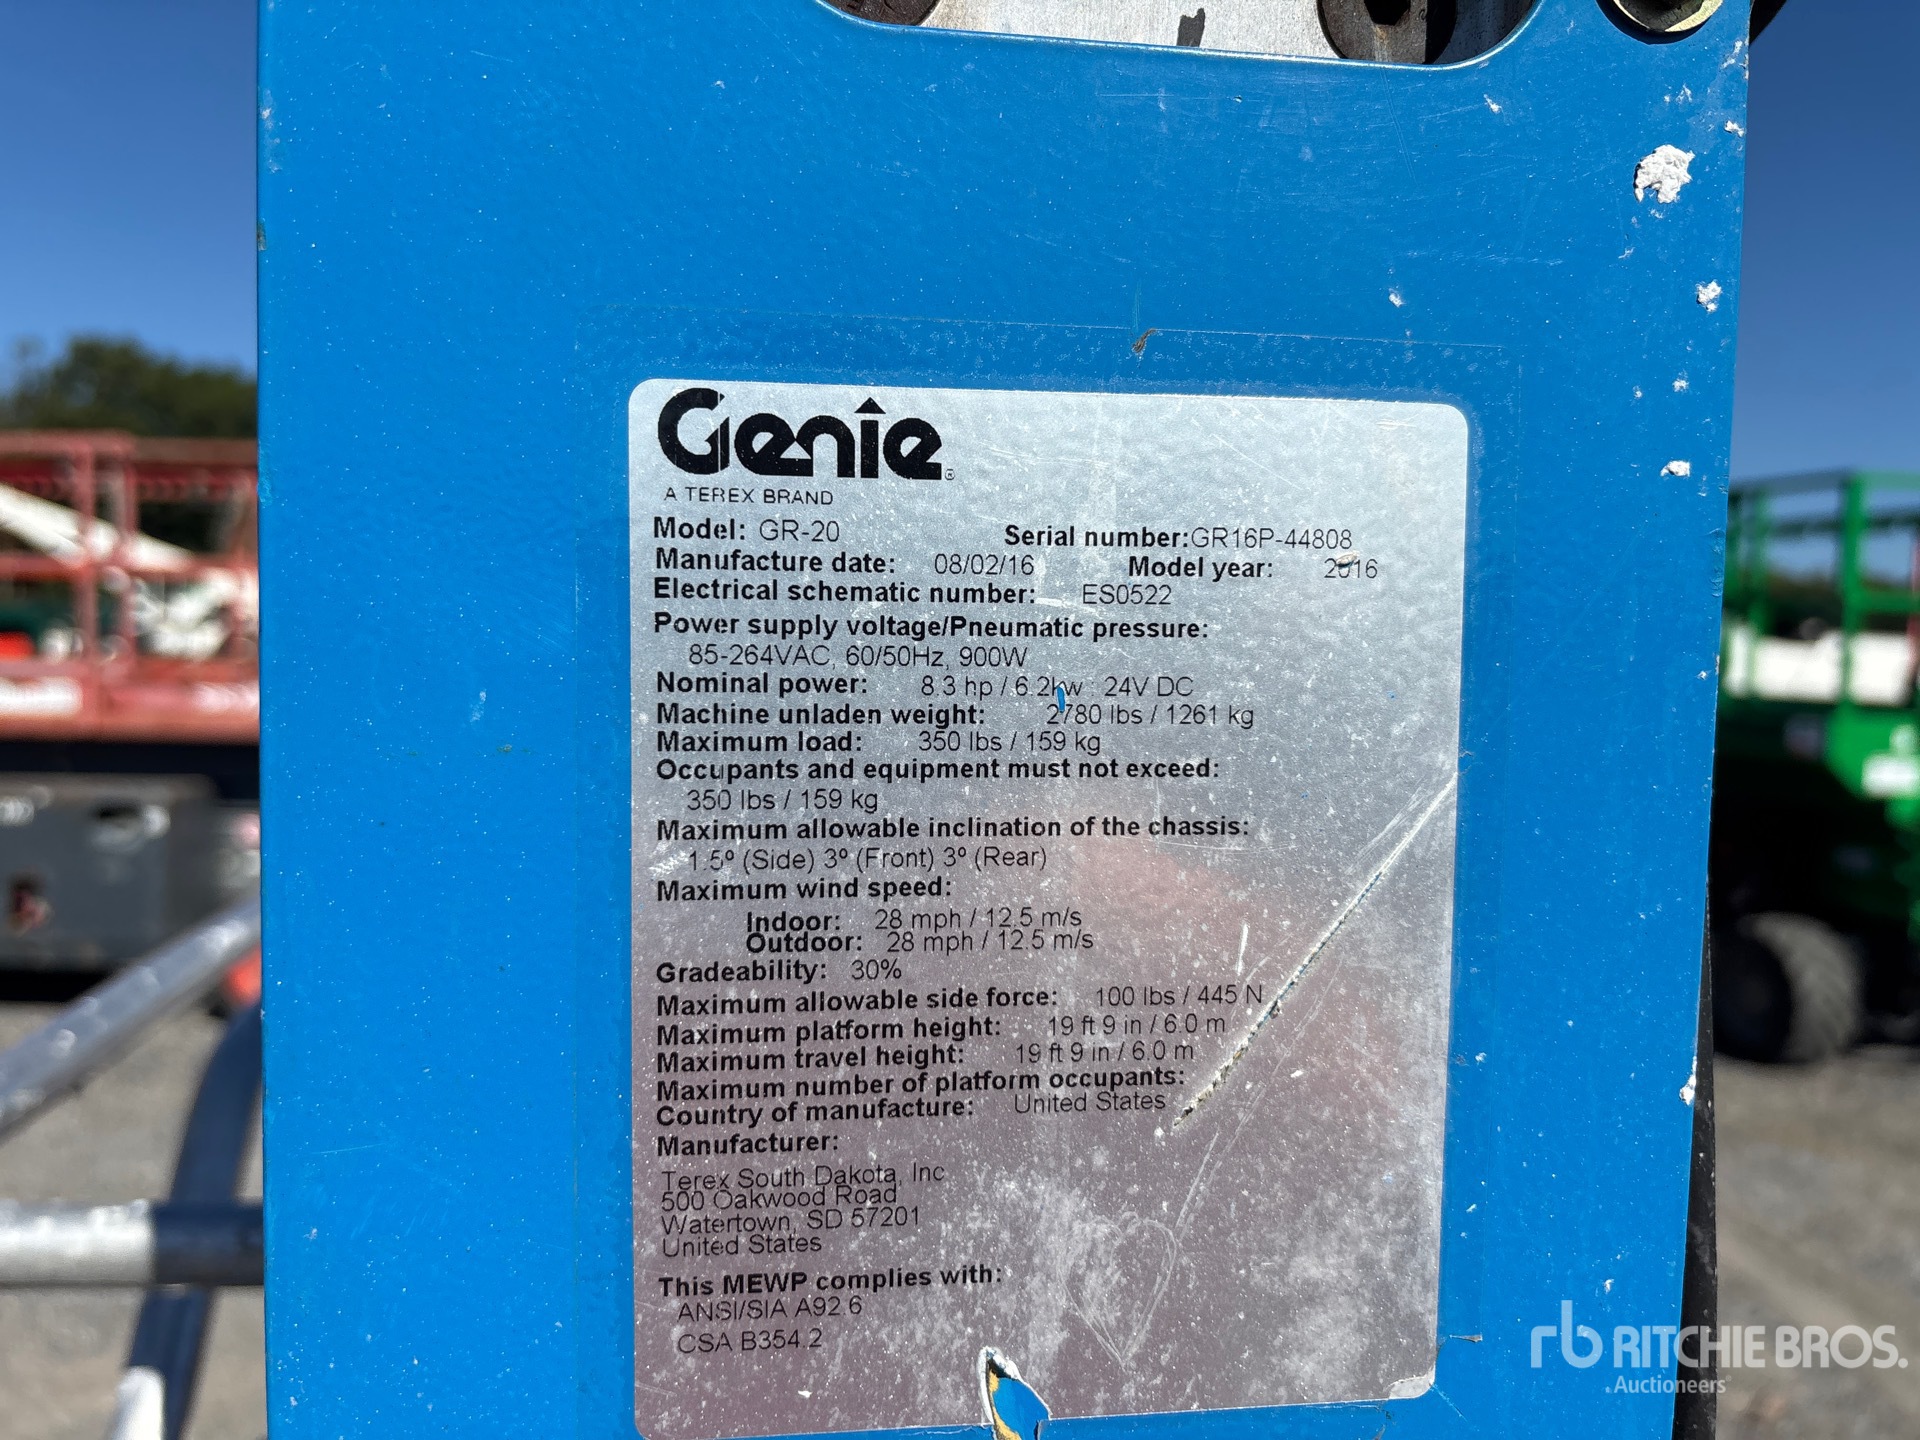 Genie
A TEREX BRAND
Model: GR-20 Serial number:GR16P-44808
Manufacture date: 08/02/16 Model year: 2016
Electrical schematic number: ES0522
Power supply voltage/Pneumatic pressure:
85-264VAC, 60/50Hz, 900W
Nominal power: 8.3 hp / 6.2kw : 24V DC
Machine unladen weight: 2780 lbs / 1261 kg
Maximum load: 350 lbs / 159 kg
Occupants and equipment must not exceed:
350 lbs / 159 kg
Maximum allowable inclination of the chassis:
1.5º (Side) 3º (Front) 3º (Rear)
Maximum wind speed:
Indoor: 28 mph / 12.5 m/s
Outdoor: 28 mph / 12.5 m/s
Gradeability: 30%
Maximum allowable side force: 100 lbs / 445 N
Maximum platform height: 19 ft 9 in / 6.0 m
Maximum travel height: 19 ft 9 in / 6.0 m
Maximum number of platform occupants:
Country of manufacture: United States
Manufacturer:
Terex South Dakota, Inc
500 Oakwood Road
Watertown, SD 57201
United States
This MEWP complies with:
ANSI/SIA A92.6
CSA B354.2
rb RITCHIE BROS.
Auctioneers